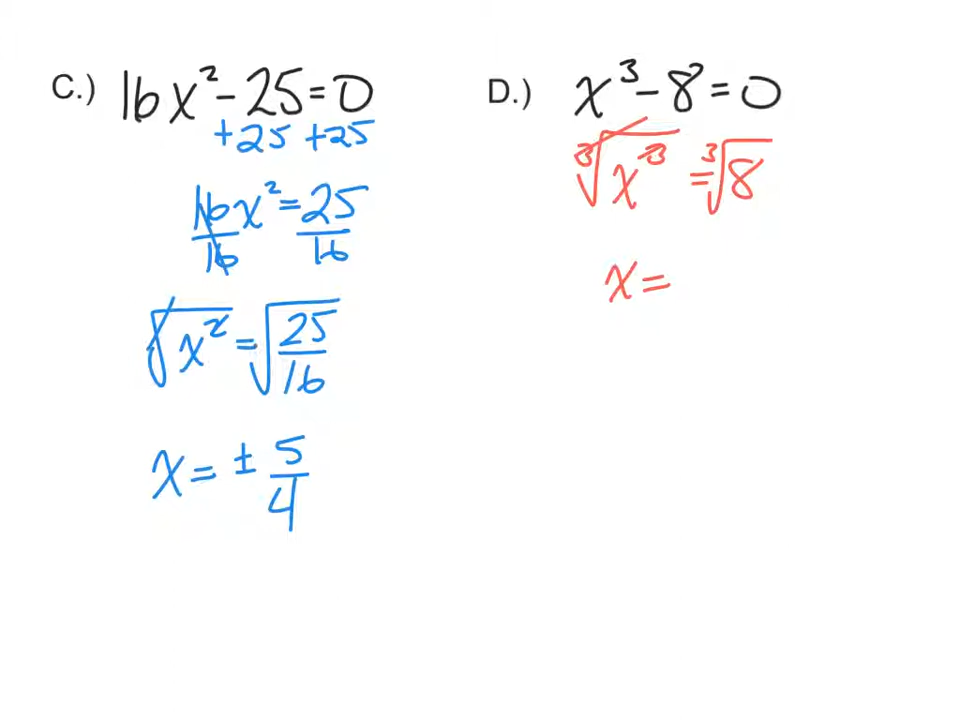 C.) 16x² - 25 = 0
+25 +25
16x²/16 = 25/16
√x² = √25/16
x = ± 5/4
D.) x³ - 8 = 0
∛x³ = ∛8
x =